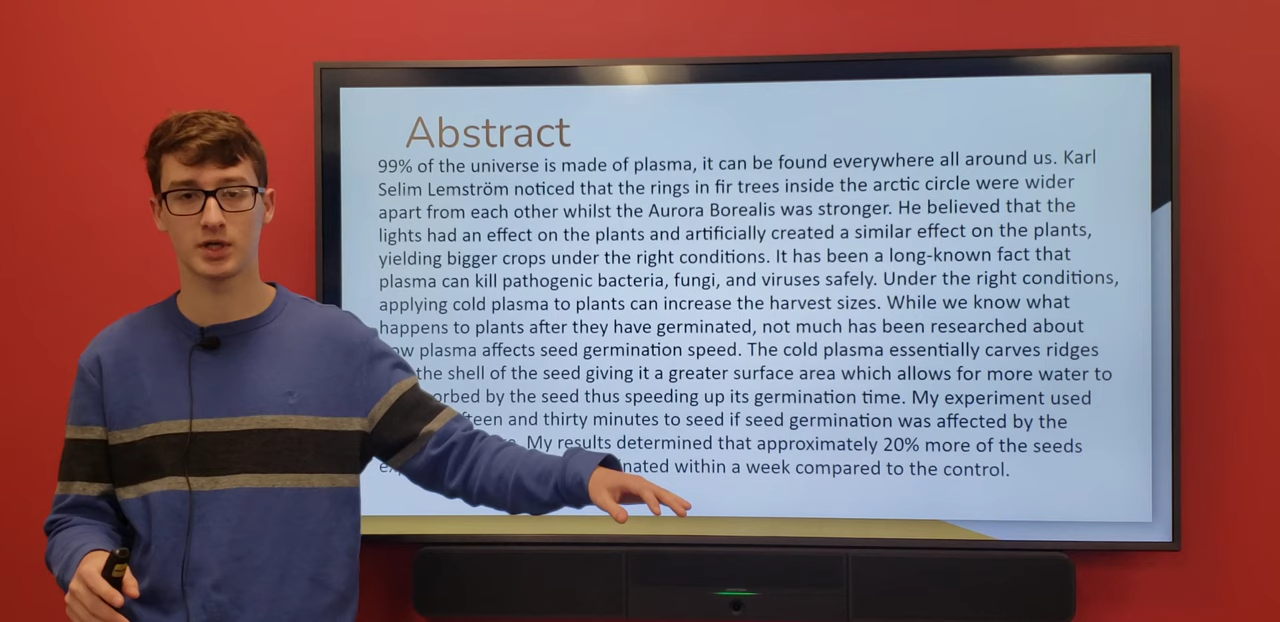 Abstract
99% of the universe is made of plasma, it can be found everywhere all around us. Karl
Selim Lemström noticed that the rings in fir trees inside the arctic circle were wider
apart from each other whilst the Aurora Borealis was stronger. He believed that the
lights had an effect on the plants and artificially created a similar effect on the plants,
yielding bigger crops under the right conditions. It has been a long-known fact that
plasma can kill pathogenic bacteria, fungi, and viruses safely. Under the right conditions,
applying cold plasma to plants can increase the harvest sizes. While we know what
happens to plants after they have germinated, not much has been researched about
plasma affects seed germination speed. The cold plasma essentially carves ridges
the shell of the seed giving it a greater surface area which allows for more water to
by the seed thus speeding up its germination time. My experiment used
and thirty minutes to seed if seed germination was affected by the
My results determined that approximately 20% more of the seeds
within a week compared to the control.